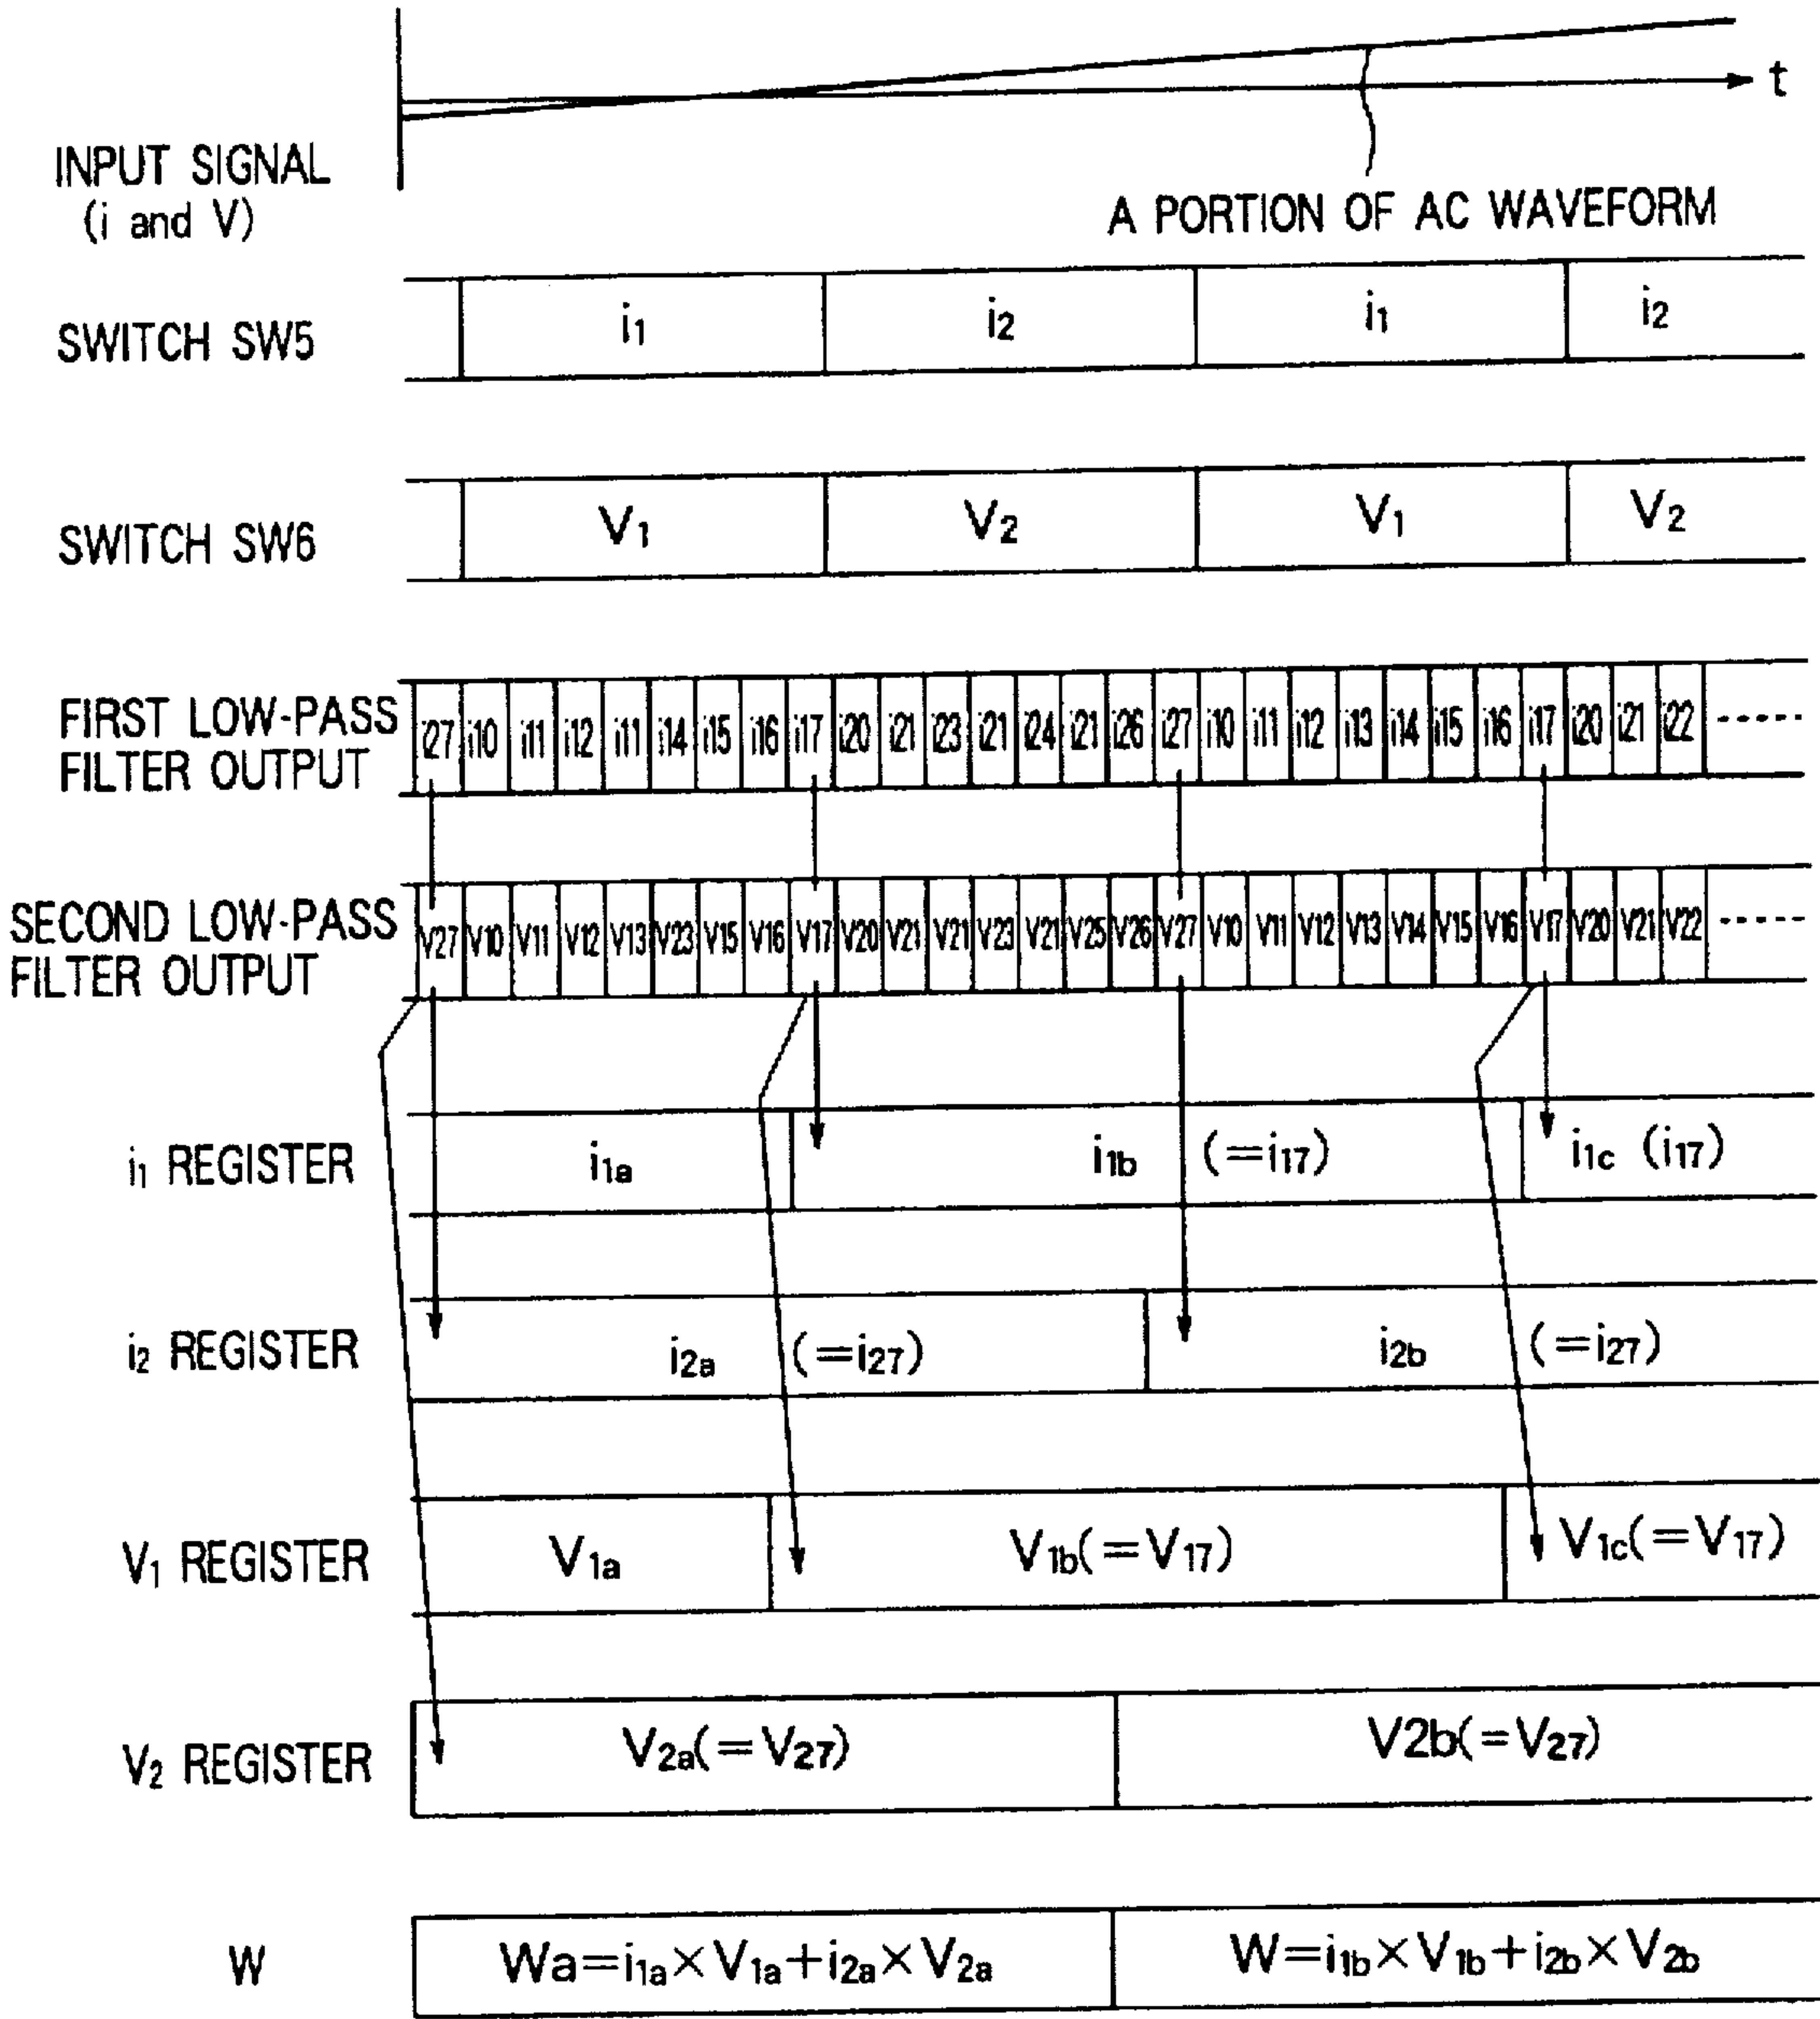 t
INPUT SIGNAL
(i and V)
A PORTION OF AC WAVEFORM
SWITCH SW5 i1 i2 i1 i2
SWITCH SW6 V1 V2 V1 V2
FIRST LOW-PASS
FILTER OUTPUT
i27 i10 i11 i12 i11 i14 i15 i16 i17 i20 i21 i23 i21 i24 i21 i26 i27 i10 i11 i12 i13 i14 i15 i16 i17 i20 i21 i22 -----
SECOND LOW-PASS
FILTER OUTPUT
V27 V10 V11 V12 V13 V23 V15 V16 V17 V20 V21 V21 V23 V21 V25 V26 V27 V10 V11 V12 V13 V14 V15 V16 V17 V20 V21 V22 -----
i1 REGISTER i1a i1b (=i17) i1c (i17)
i2 REGISTER i2a (=i27) i2b (=i27)
V1 REGISTER V1a V1b(=V17) V1c(=V17)
V2 REGISTER V2a(=V27) V2b(=V27)
W Wa=i1a×V1a+i2a×V2a W=i1b×V1b+i2b×V2b